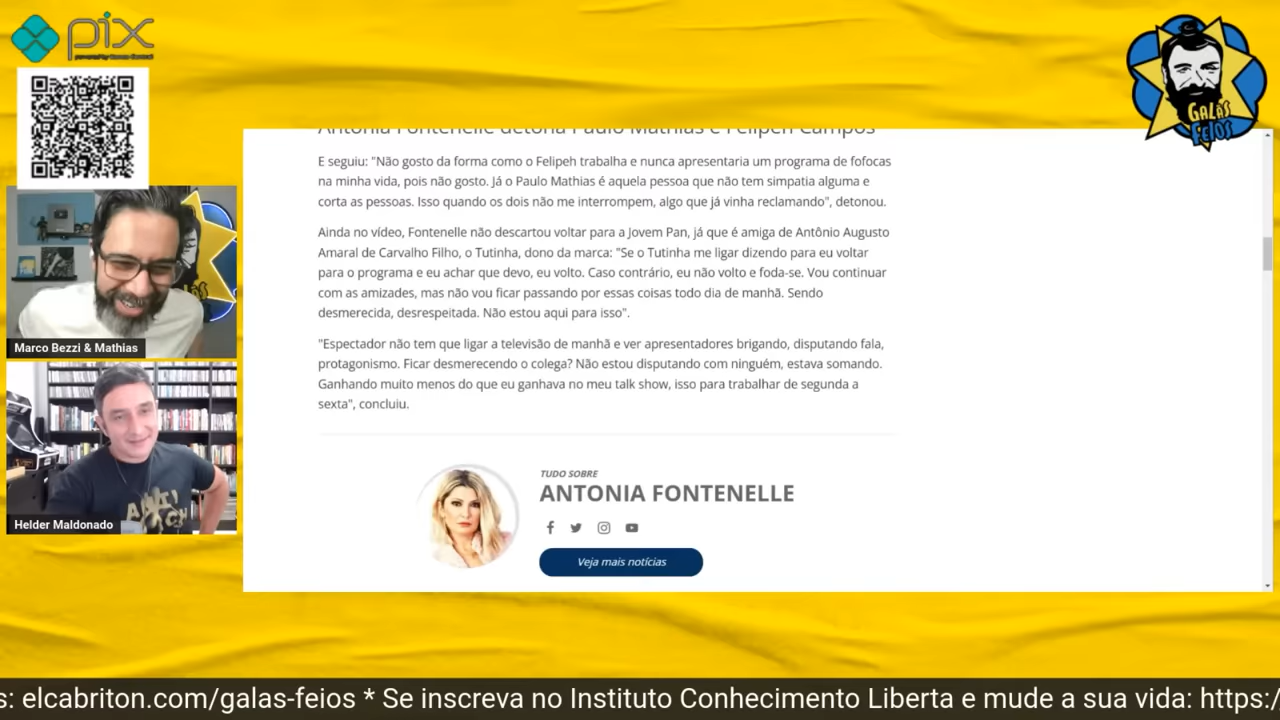 pix
GALÃS
FEIOS
Antonia Fontenelle detona Paulo Mathias e Felipeh Campos
E seguiu: "Não gosto da forma como o Felipeh trabalha e nunca apresentaria um programa de fofocas
na minha vida, pois não gosto. Já o Paulo Mathias é aquela pessoa que não tem simpatia alguma e
corta as pessoas. Isso quando os dois não me interrompem, algo que já vinha reclamando", detonou.
Ainda no vídeo, Fontenelle não descartou voltar para a Jovem Pan, já que é amiga de Antônio Augusto
Amaral de Carvalho Filho, o Tutinha, dono da marca: "Se o Tutinha me ligar dizendo para eu voltar
para o programa e eu achar que devo, eu volto. Caso contrário, eu não volto e foda-se. Vou continuar
com as amizades, mas não vou ficar passando por essas coisas todo dia de manhã. Sendo
desmerecida, desrespeitada. Não estou aqui para isso".
"Espectador não tem que ligar a televisão de manhã e ver apresentadores brigando, disputando fala,
protagonismo. Ficar desmerecendo o colega? Não estou disputando com ninguém, estava somando.
Ganhando muito menos do que eu ganhava no meu talk show, isso para trabalhar de segunda a
sexta", concluiu.
Marco Bezzi & Mathias
Helder Maldonado
TUDO SOBRE
ANTONIA FONTENELLE
Veja mais notícias
s: elcabriton.com/galas-feios * Se inscreva no Instituto Conhecimento Liberta e mude a sua vida: https:/